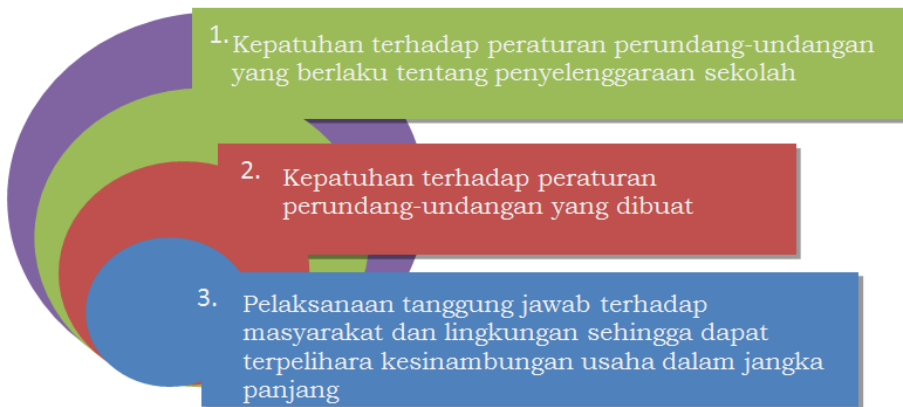 1. Kepatuhan terhadap peraturan perundang-undangan
yang berlaku tentang penyelenggaraan sekolah
2. Kepatuhan terhadap peraturan
perundang-undangan yang dibuat
3. Pelaksanaan tanggung jawab terhadap
masyarakat dan lingkungan sehingga dapat
terpelihara kesinambungan usaha dalam jangka
panjang